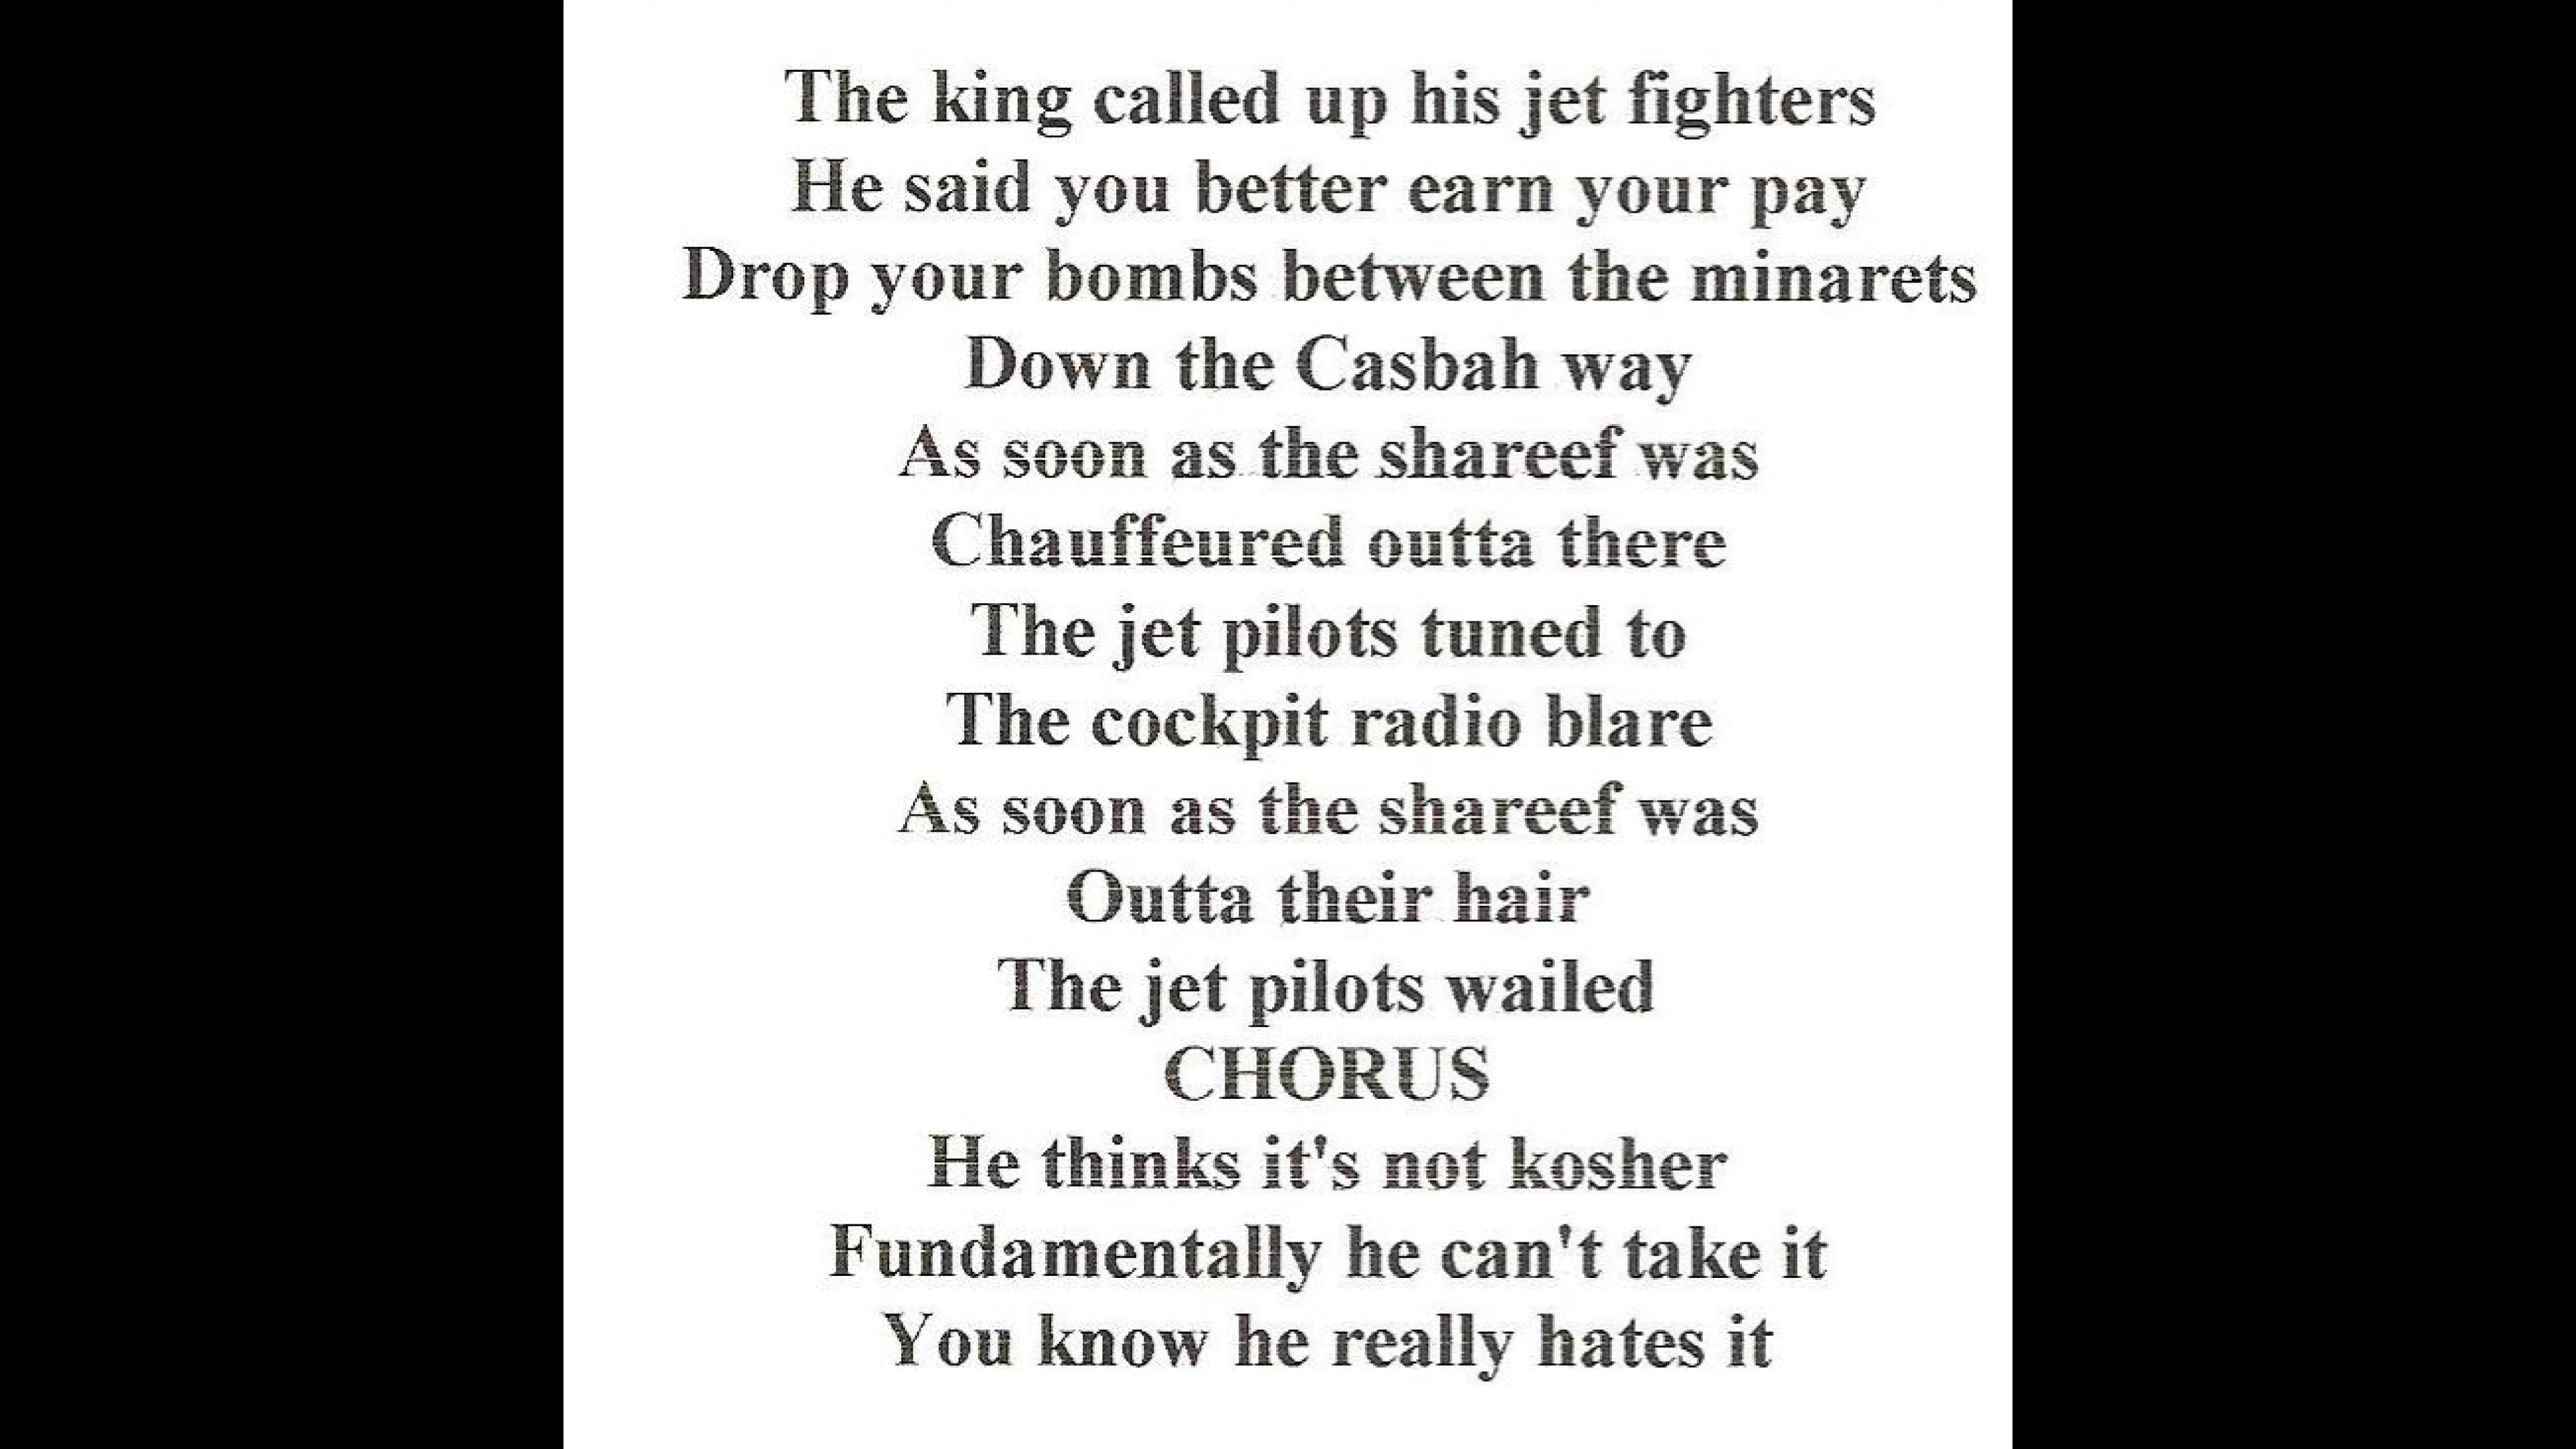 The king called up his jet fighters
He said you better earn your pay
Drop your bombs between the minarets
Down the Casbah way
As soon as the shareef was
Chauffeured outta there
The jet pilots tuned to
The cockpit radio blare
As soon as the shareef was
Outta their hair
The jet pilots wailed
CHORUS
He thinks it's not kosher
Fundamentally he can't take it
You know he really hates it